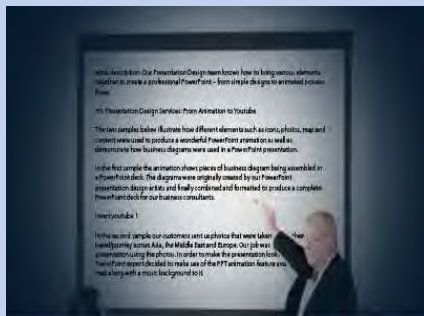 Meta description: Our Presentation Design team knows how to bring various elements
together to create a professional PowerPoint – from simple designs to animated process
flows.
H1: Presentation Design Services: From Animation to Youtube
The two samples below illustrate how different elements such as icons, photos, map and
content were used to produce a wonderful PowerPoint animation as well as
demonstrate how business diagrams were used in a PowerPoint presentation.
In the first sample the animation shows pieces of business diagram being assembled in
a PowerPoint deck. The diagrams were originally created by our PowerPoint
presentation design artists and finally combined and formatted to produce a complete
PowerPoint deck for our business consultants.
Insert youtube 1
In the second sample our customers sent us photos that were taken their
travel/journey across Asia, the Middle East and Europe. Our job was
presentation using the photos. In order to make the presentation look
PowerPoint expert decided to make use of the PPT animation feature and
map along with a music background to it.